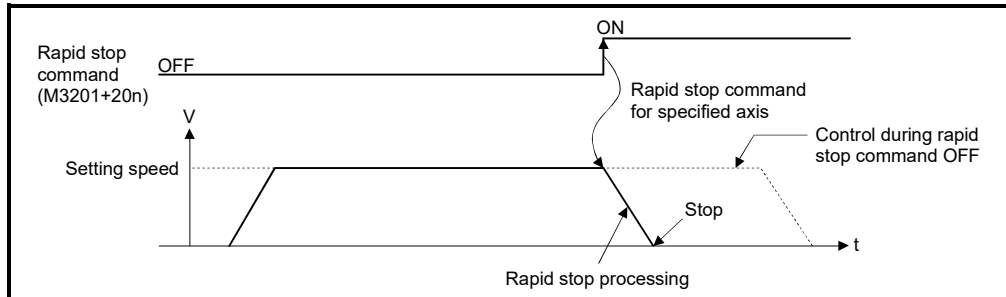 ON
Rapid stop
command
(M3201+20n)
OFF
Rapid stop command
for specified axis
V
Control during rapid
stop command OFF
Setting speed
Stop
t
Rapid stop processing